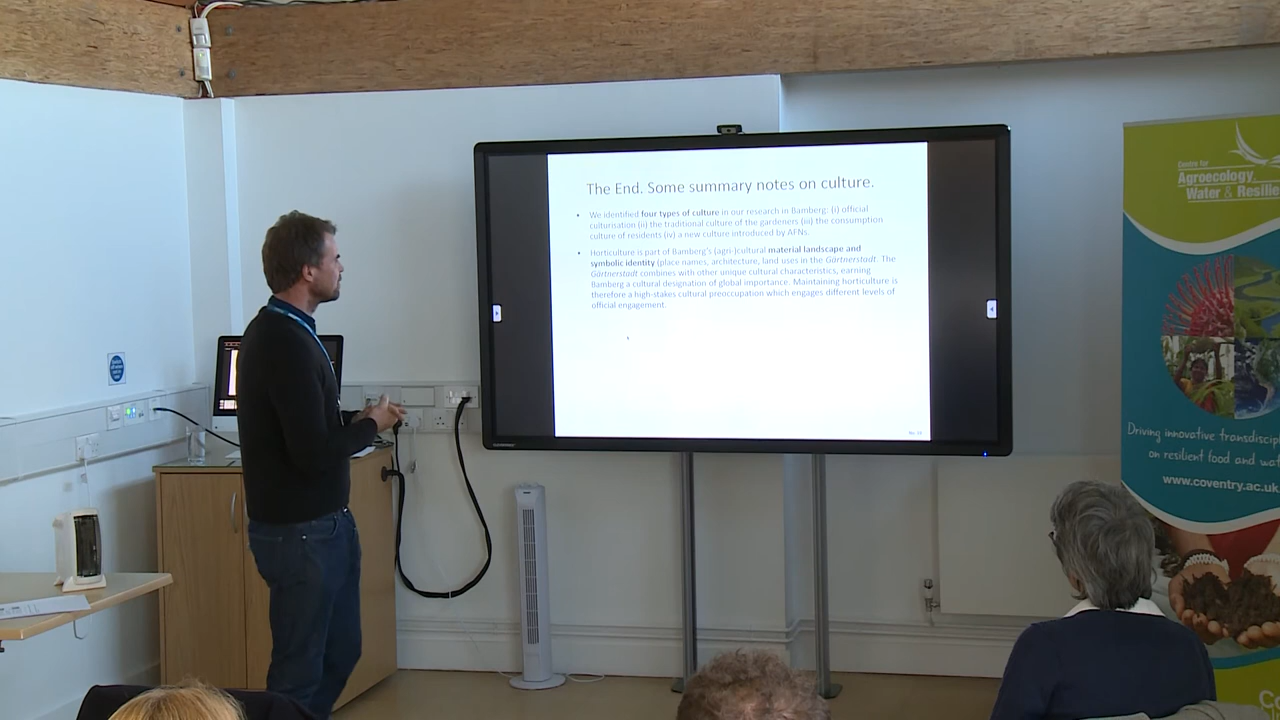 The End. Some summary notes on culture.
• We identified four types of culture in our research in Bamberg: (i) official
culturisation (ii) the traditional culture of the gardeners (iii) the consumption
culture of residents (iv) a new culture introduced by AFNs.
• Horticulture is part of Bamberg's (agri-)cultural material landscape and
symbolic identity (place names, architecture, land uses in the Gärtnerstadt. The
Gärtnerstadt combines with other unique cultural characteristics, earning
Bamberg a cultural designation of global importance. Maintaining horticulture is
therefore a high-stakes cultural preoccupation which engages different levels of
official engagement.
Centre for
Agroecology,
Water & Resilie
Driving innovative transdiscip
on resilient food and wat
www.coventry.ac.uk
Co